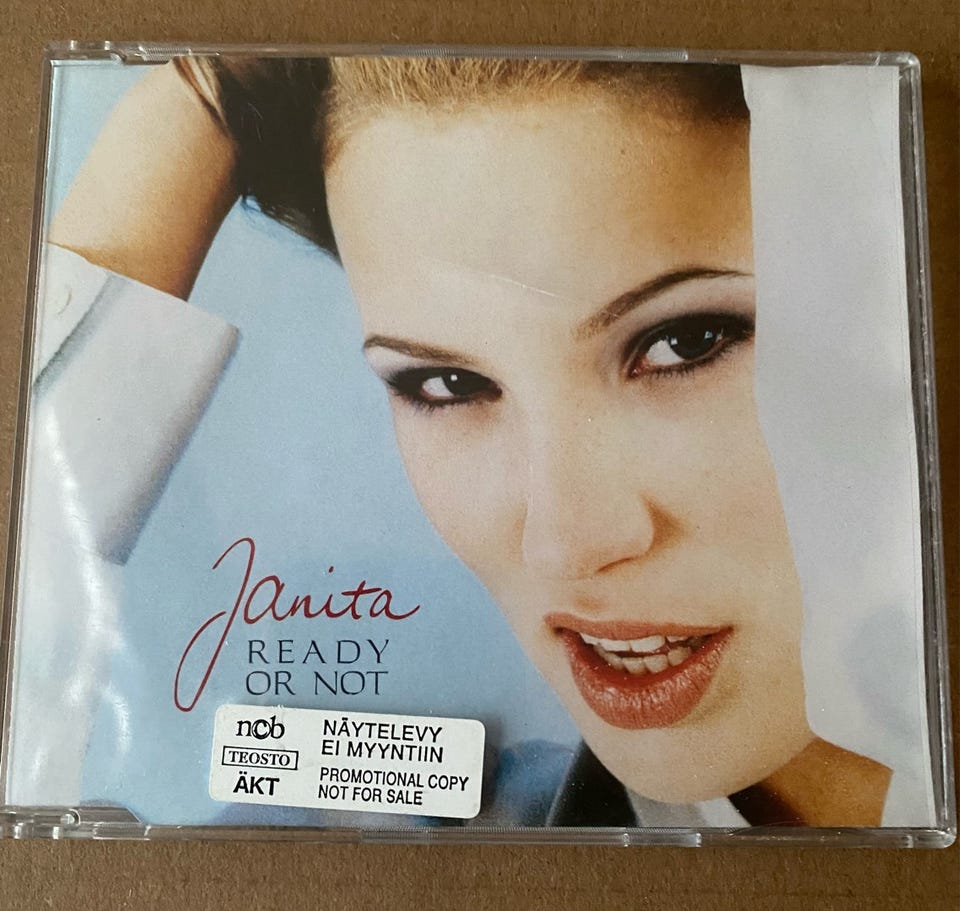 Janita
READY
OR NOT
ncb
TEOSTO
ÄKT
NÄYTELEVY
EI MYYNTIIN
PROMOTIONAL COPY
NOT FOR SALE